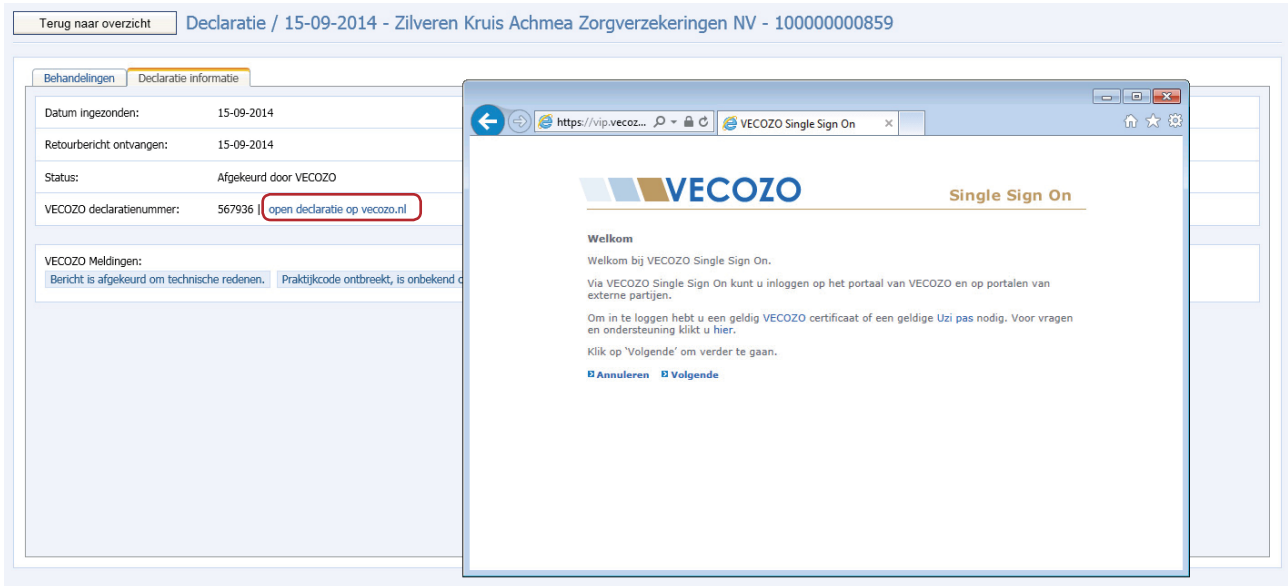 Terug naar overzicht
Declaratie / 15-09-2014 - Zilveren Kruis Achmea Zorgverzekeringen NV - 100000000859
Behandelingen
Declaratie informatie
Datum ingezonden: 15-09-2014
Retourbericht ontvangen: 15-09-2014
Status: Afgekeurd door VECOZO
VECOZO declaratienummer: 567936 | open declaratie op vecozo.nl
VECOZO Meldingen:
Bericht is afgekeurd om technische redenen. Praktijkcode ontbreekt, is onbekend
https://vip.vecoz...
VECOZO Single Sign On
VECOZO
Single Sign On
Welkom
Welkom bij VECOZO Single Sign On.
Via VECOZO Single Sign On kunt u inloggen op het portaal van VECOZO en op portalen van
externe partijen.
Om in te loggen hebt u een geldig VECOZO certificaat of een geldige Uzi pas nodig. Voor vragen
en ondersteuning klikt u hier.
Klik op 'Volgende' om verder te gaan.
Annuleren Volgende